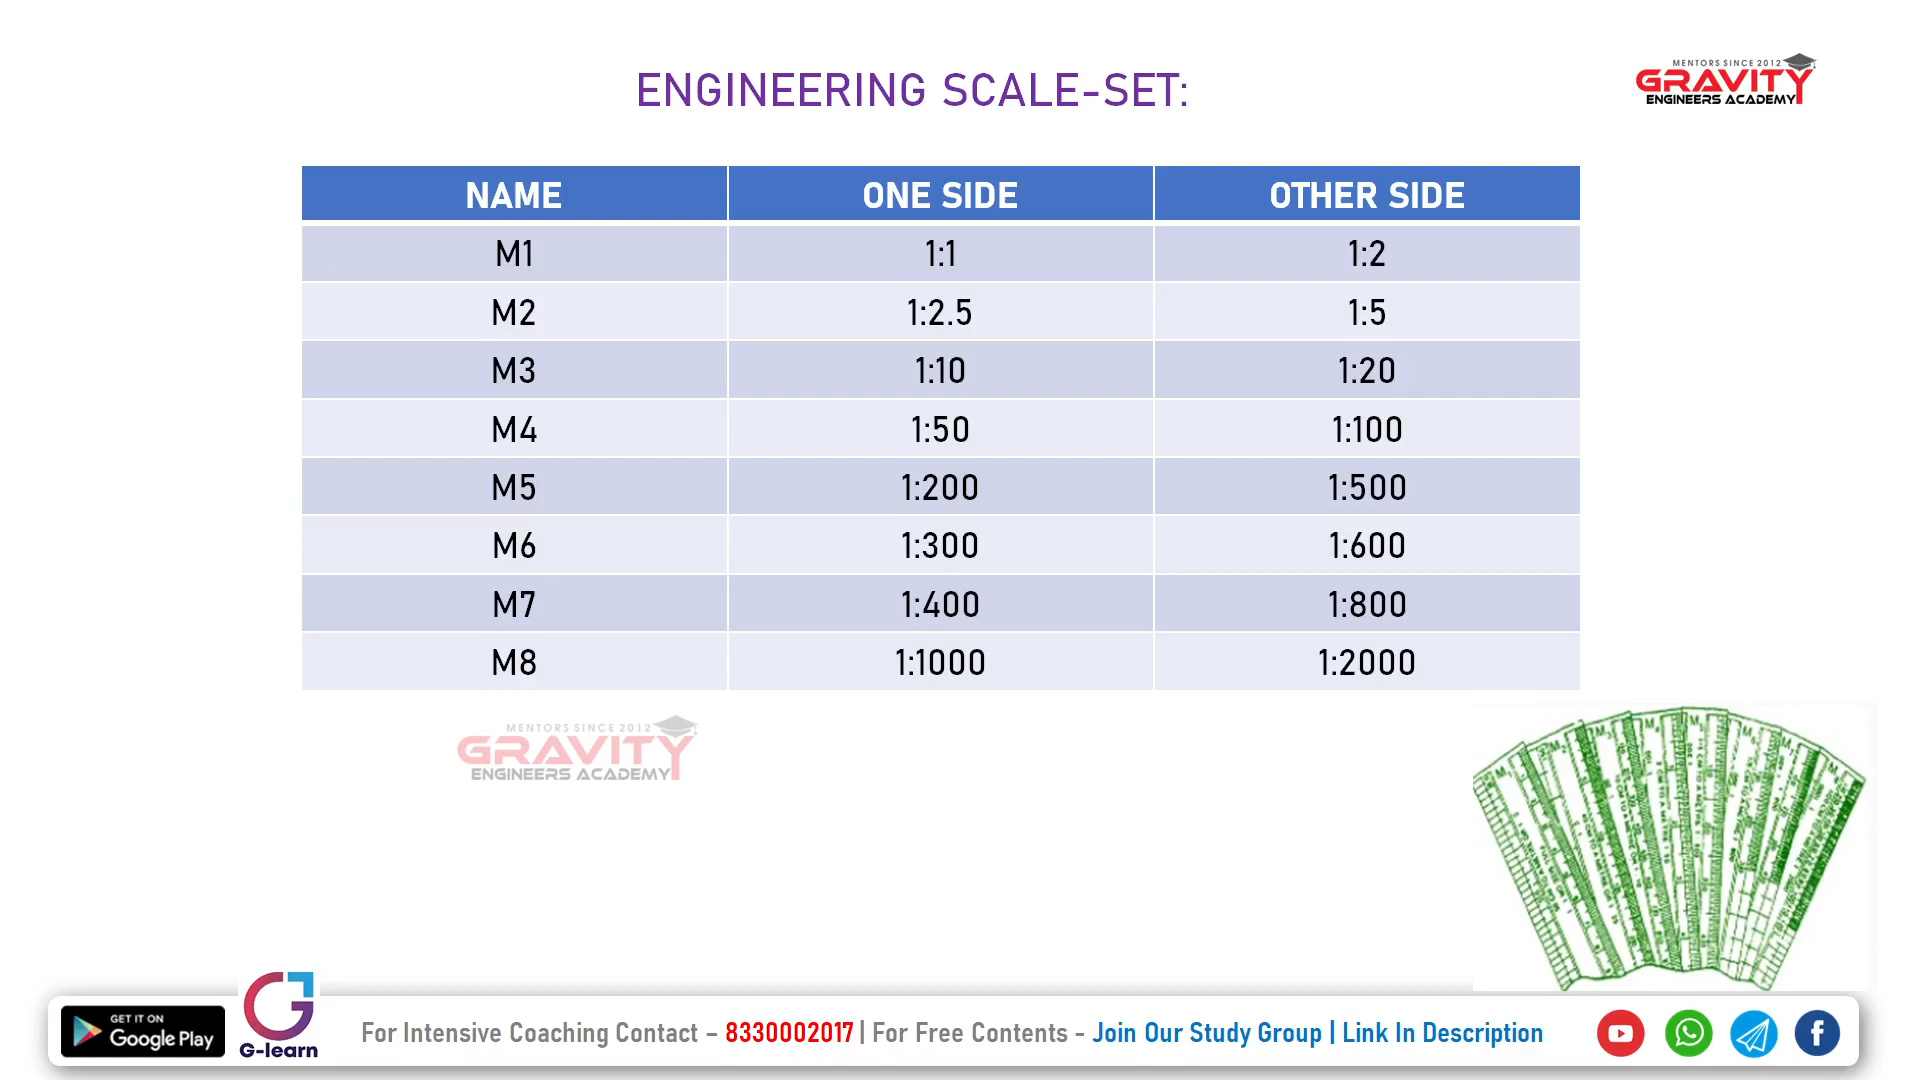 MENTORS SINCE 2012
GRAVITY
ENGINEERS ACADEMY
ENGINEERING SCALE-SET:
NAME ONE SIDE OTHER SIDE
M1 1:1 1:2
M2 1:2.5 1:5
M3 1:10 1:20
M4 1:50 1:100
M5 1:200 1:500
M6 1:300 1:600
M7 1:400 1:800
M8 1:1000 1:2000
MENTORS SINCE 2012
GRAVITY
ENGINEERS ACADEMY
GET IT ON
Google Play
G-learn
For Intensive Coaching Contact – 8330002017 | For Free Contents - Join Our Study Group | Link In Description